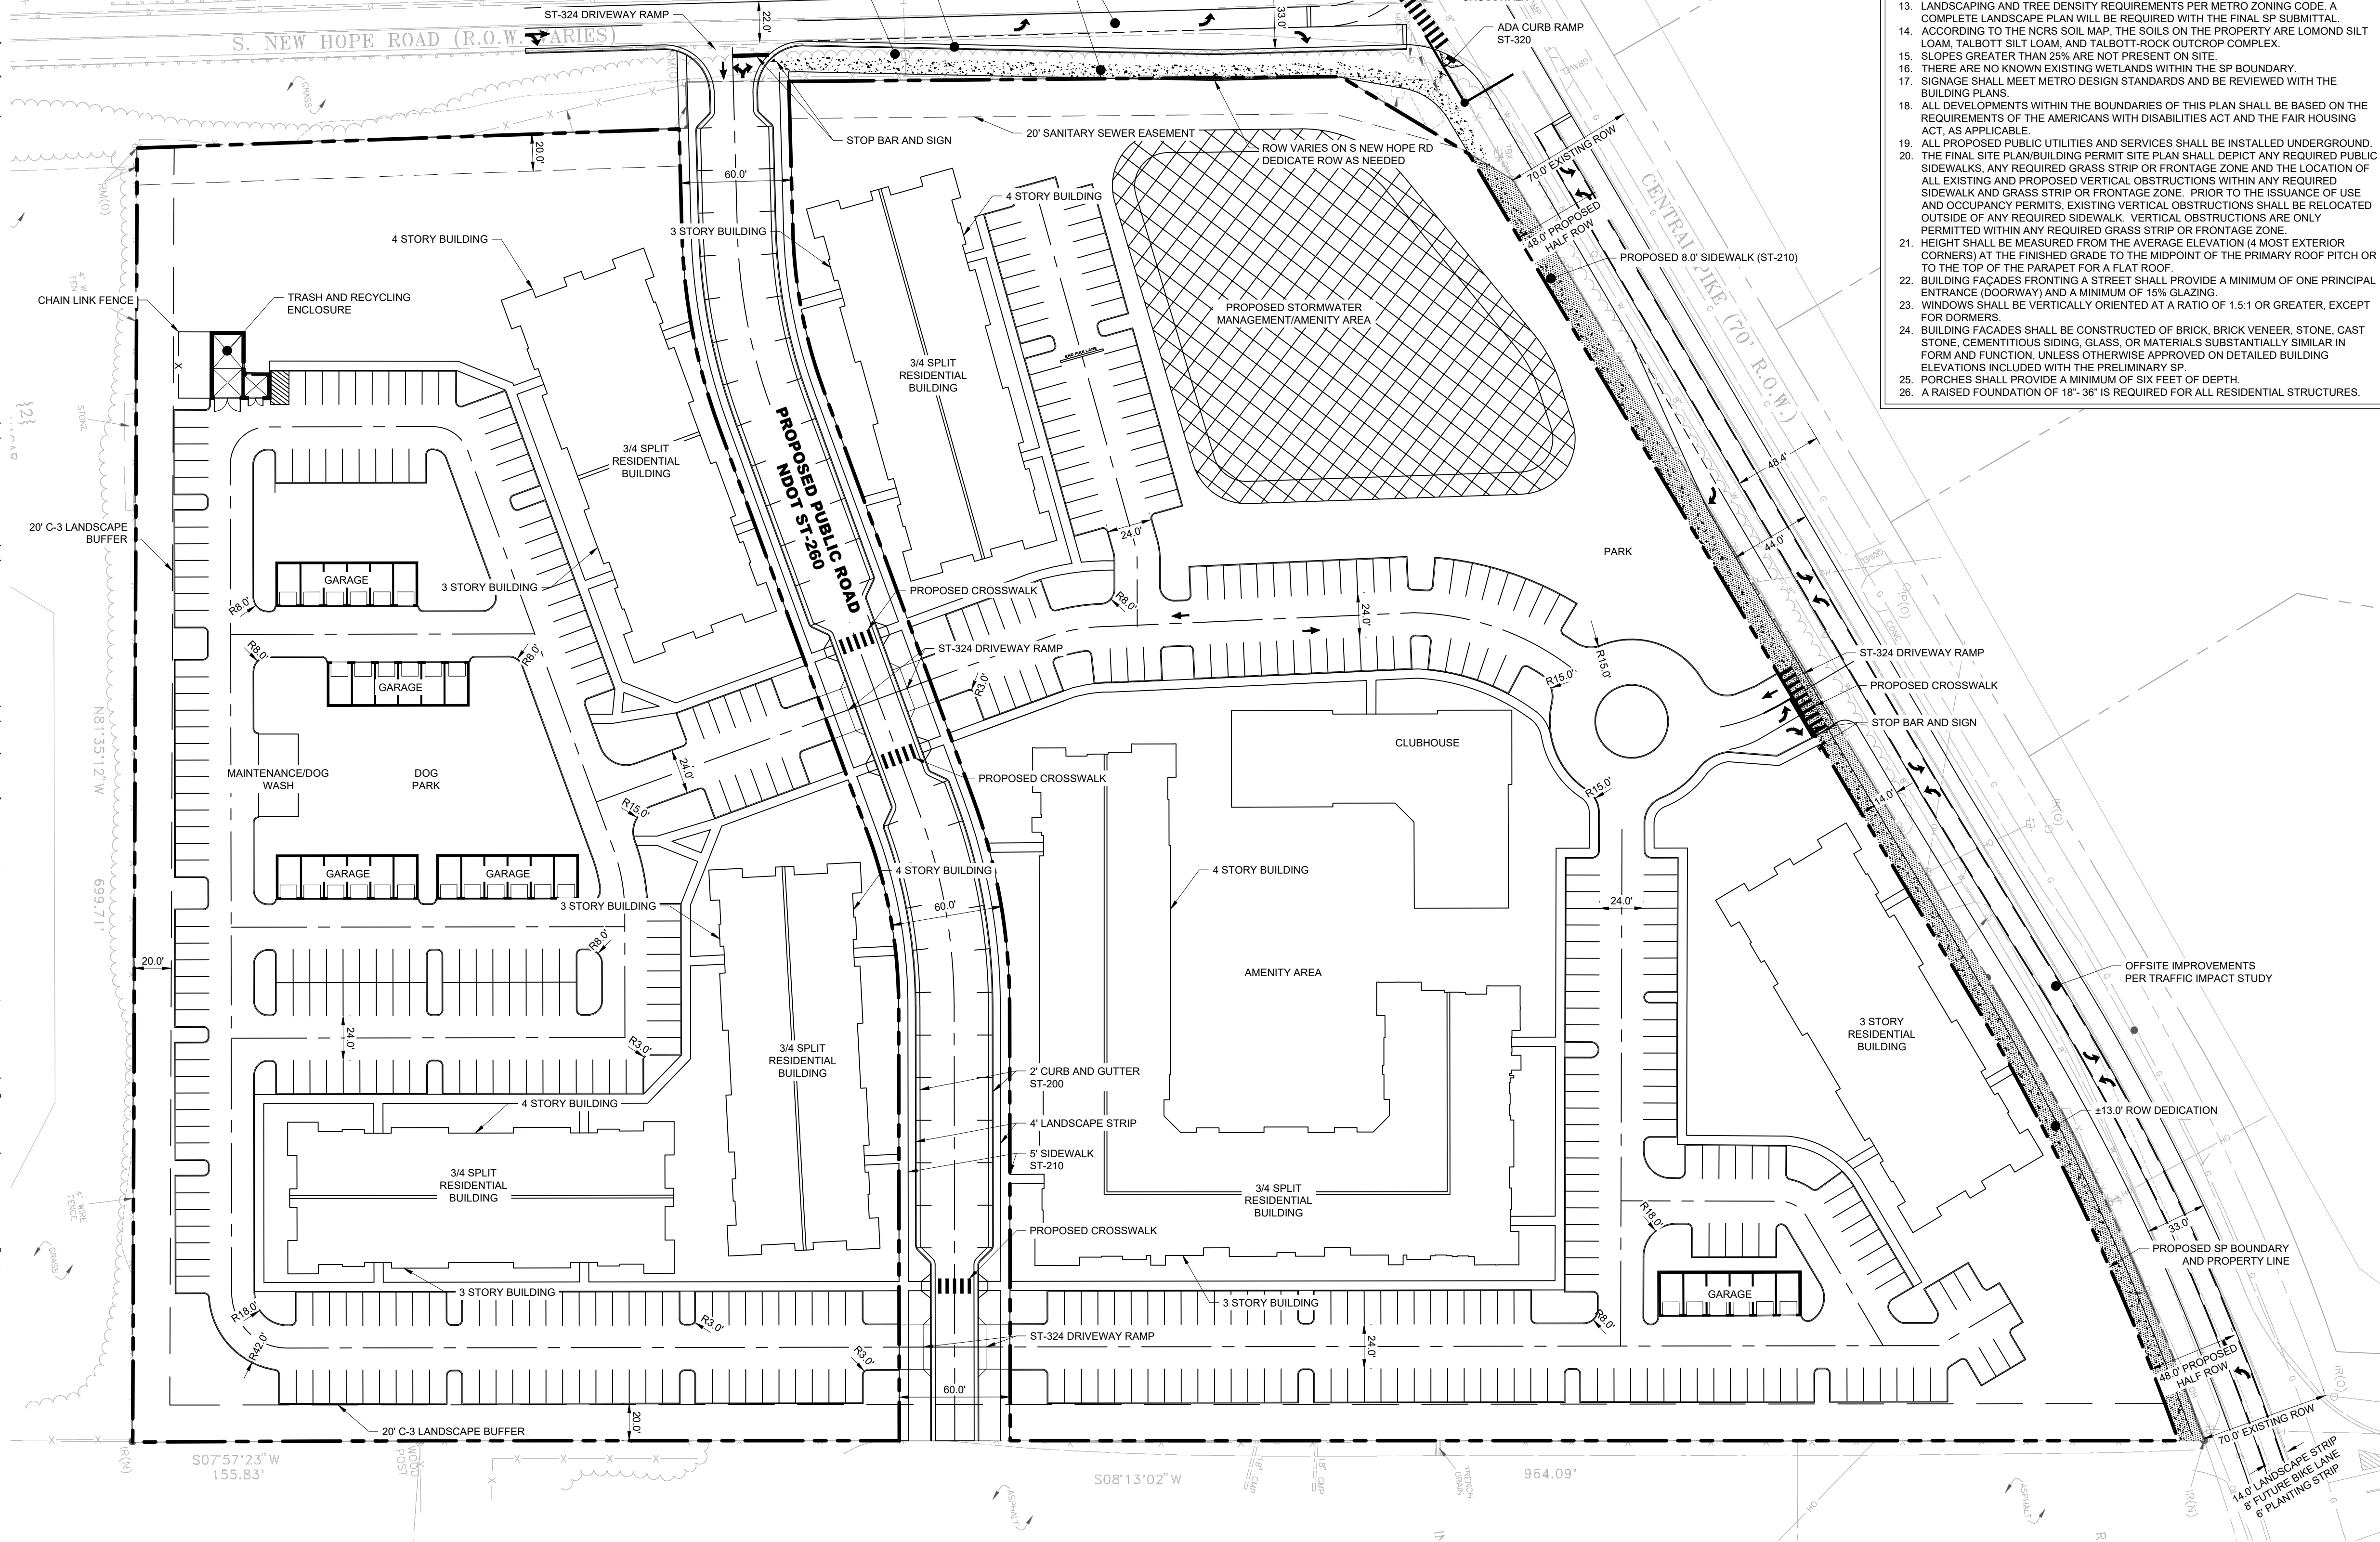 ST-324 DRIVEWAY RAMP
22.0'
33.0'
S. NEW HOPE ROAD (R.O.W. VARIES)
ADA CURB RAMP
ST-320
GRAVEL
GRASS
RM(O)
RM(O)
STOP BAR AND SIGN
20' SANITARY SEWER EASEMENT
ROW VARIES ON S NEW HOPE RD
DEDICATE ROW AS NEEDED
70.0' EXISTING ROW
20.0'
60.0'
4 STORY BUILDING
3 STORY BUILDING
4 STORY BUILDING
48.0' PROPOSED
HALF ROW
CENTRAL PIKE (70' R.O.W.)
PROPOSED 8.0' SIDEWALK (ST-210)
CHAIN LINK FENCE
TRASH AND RECYCLING
ENCLOSURE
PROPOSED STORMWATER
MANAGEMENT/AMENITY AREA
END FIRE LANE
3/4 SPLIT
RESIDENTIAL
BUILDING
3/4 SPLIT
RESIDENTIAL
BUILDING
PROPOSED PUBLIC ROAD
NDOT ST-260
STONE
20' C-3 LANDSCAPE
BUFFER
48.4'
44.0'
24.0'
PARK
GRAVEL
GARAGE
3 STORY BUILDING
PROPOSED CROSSWALK
R8.0'
R8.0'
24.0'
CONC.
R8.0'
R8.0'
ST-324 DRIVEWAY RAMP
R3.0'
R15.0'
R15.0'
ST-324 DRIVEWAY RAMP
PROPOSED CROSSWALK
STOP BAR AND SIGN
GARAGE
N81°35'12"W
699.71'
MAINTENANCE/DOG
WASH
DOG
PARK
24.0'
R15.0'
PROPOSED CROSSWALK
CLUBHOUSE
R15.0'
14.0'
IR(O)
GARAGE
GARAGE
4 STORY BUILDING
4 STORY BUILDING
3 STORY BUILDING
60.0'
24.0'
R8.0'
20.0'
AMENITY AREA
OFFSITE IMPROVEMENTS
PER TRAFFIC IMPACT STUDY
24.0'
R3.0'
3/4 SPLIT
RESIDENTIAL
BUILDING
3 STORY
RESIDENTIAL
BUILDING
2' CURB AND GUTTER
ST-200
4 STORY BUILDING
4' LANDSCAPE STRIP
±13.0' ROW DEDICATION
5' SIDEWALK
ST-210
3/4 SPLIT
RESIDENTIAL
BUILDING
3/4 SPLIT
RESIDENTIAL
BUILDING
4' WIRE
FENCE
GRASS
PROPOSED CROSSWALK
R18.0'
33.0'
PROPOSED SP BOUNDARY
AND PROPERTY LINE
3 STORY BUILDING
3 STORY BUILDING
GARAGE
R18.0'
R42.0'
R3.0'
R3.0'
R8.0'
ST-324 DRIVEWAY RAMP
24.0'
60.0'
48.0' PROPOSED
HALF ROW
IR(O)
20' C-3 LANDSCAPE BUFFER
20.0'
70.0' EXISTING ROW
IR(N)
S07°57'23"W
155.83'
WOOD
POST
S08°13'02"W
18" CMP
18" CMP
TRENCH
DRAIN
964.09'
ASPHALT
ASPHALT
IR(N)
14.0' LANDSCAPE STRIP
8' FUTURE BIKE LANE
6' PLANTING STRIP
13. LANDSCAPING AND TREE DENSITY REQUIREMENTS PER METRO ZONING CODE. A
COMPLETE LANDSCAPE PLAN WILL BE REQUIRED WITH THE FINAL SP SUBMITTAL.
14. ACCORDING TO THE NCRS SOIL MAP, THE SOILS ON THE PROPERTY ARE LOMOND SILT
LOAM, TALBOTT SILT LOAM, AND TALBOTT-ROCK OUTCROP COMPLEX.
15. SLOPES GREATER THAN 25% ARE NOT PRESENT ON SITE.
16. THERE ARE NO KNOWN EXISTING WETLANDS WITHIN THE SP BOUNDARY.
17. SIGNAGE SHALL MEET METRO DESIGN STANDARDS AND BE REVIEWED WITH THE
BUILDING PLANS.
18. ALL DEVELOPMENTS WITHIN THE BOUNDARIES OF THIS PLAN SHALL BE BASED ON THE
REQUIREMENTS OF THE AMERICANS WITH DISABILITIES ACT AND THE FAIR HOUSING
ACT, AS APPLICABLE.
19. ALL PROPOSED PUBLIC UTILITIES AND SERVICES SHALL BE INSTALLED UNDERGROUND.
20. THE FINAL SITE PLAN/BUILDING PERMIT SITE PLAN SHALL DEPICT ANY REQUIRED PUBLIC
SIDEWALKS, ANY REQUIRED GRASS STRIP OR FRONTAGE ZONE AND THE LOCATION OF
ALL EXISTING AND PROPOSED VERTICAL OBSTRUCTIONS WITHIN ANY REQUIRED
SIDEWALK AND GRASS STRIP OR FRONTAGE ZONE. PRIOR TO THE ISSUANCE OF USE
AND OCCUPANCY PERMITS, EXISTING VERTICAL OBSTRUCTIONS SHALL BE RELOCATED
OUTSIDE OF ANY REQUIRED SIDEWALK. VERTICAL OBSTRUCTIONS ARE ONLY
PERMITTED WITHIN ANY REQUIRED GRASS STRIP OR FRONTAGE ZONE.
21. HEIGHT SHALL BE MEASURED FROM THE AVERAGE ELEVATION (4 MOST EXTERIOR
CORNERS) AT THE FINISHED GRADE TO THE MIDPOINT OF THE PRIMARY ROOF PITCH OR
TO THE TOP OF THE PARAPET FOR A FLAT ROOF.
22. BUILDING FAÇADES FRONTING A STREET SHALL PROVIDE A MINIMUM OF ONE PRINCIPAL
ENTRANCE (DOORWAY) AND A MINIMUM OF 15% GLAZING.
23. WINDOWS SHALL BE VERTICALLY ORIENTED AT A RATIO OF 1.5:1 OR GREATER, EXCEPT
FOR DORMERS.
24. BUILDING FACADES SHALL BE CONSTRUCTED OF BRICK, BRICK VENEER, STONE, CAST
STONE, CEMENTITIOUS SIDING, GLASS, OR MATERIALS SUBSTANTIALLY SIMILAR IN
FORM AND FUNCTION, UNLESS OTHERWISE APPROVED ON DETAILED BUILDING
ELEVATIONS INCLUDED WITH THE PRELIMINARY SP.
25. PORCHES SHALL PROVIDE A MINIMUM OF SIX FEET OF DEPTH.
26. A RAISED FOUNDATION OF 18"- 36" IS REQUIRED FOR ALL RESIDENTIAL STRUCTURES.